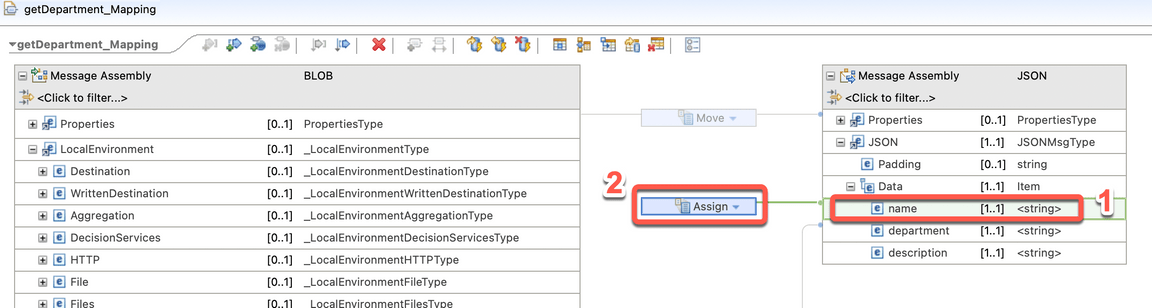 getDepartment_Mapping
getDepartment_Mapping
Message Assembly BLOB
<Click to filter...>
Properties [0..1] PropertiesType
LocalEnvironment [0..1] _LocalEnvironmentType
Destination [0..1] _LocalEnvironmentDestinationType
WrittenDestination [0..1] _LocalEnvironmentWrittenDestinationType
Aggregation [0..1] _LocalEnvironmentAggregationType
DecisionServices [0..1] _LocalEnvironmentDecisionServicesType
HTTP [0..1] _LocalEnvironmentHTTPType
File [0..1] _LocalEnvironmentFileType
Files [0..1] _LocalEnvironmentFilesType
Move
2
Assign
Message Assembly JSON
<Click to filter...>
Properties [0..1] PropertiesType
JSON [1..1] JSONMsgType
Padding [0..1] string
Data [1..1] Item
name [1..1] <string> 1
department [1..1] <string>
description [1..1] <string>